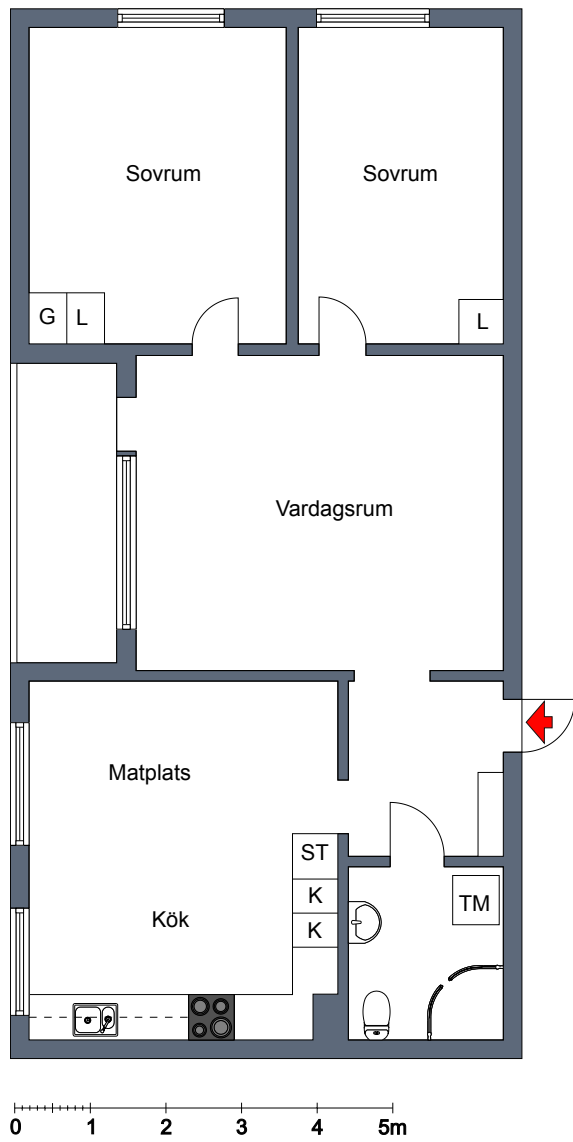 Sovrum
Sovrum
G L
L
Vardagsrum
Matplats
ST
K
Kök
K
TM
0 1 2 3 4 5m